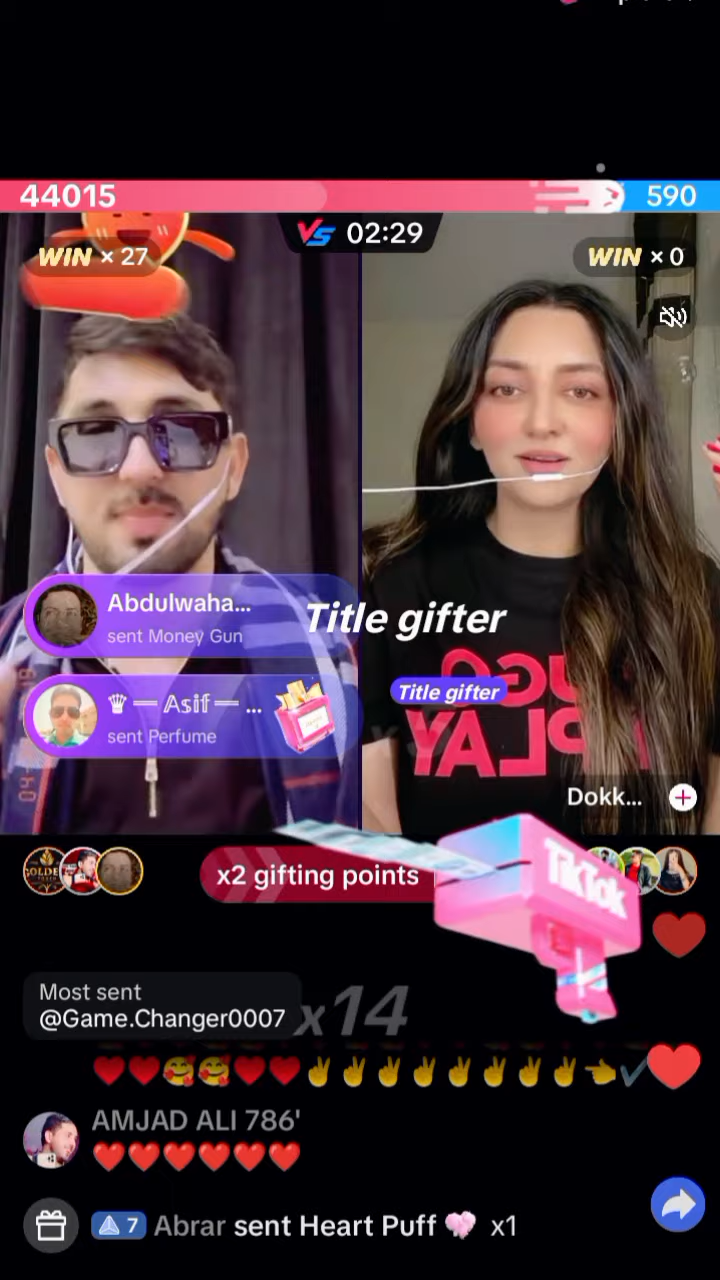 44015
590
VS 02:29
WIN × 27
WIN × 0
Abdulwaha...
sent Money Gun
Title gifter
Title gifter
♛ — 𝔸𝕤𝕚𝕗 — ...
sent Perfume
PLAY
Dokk...
x2 gifting points
TikTok
Most sent
@Game.Changer0007
x14
❤️❤️🥰🥰❤️❤️✌️✌️✌️✌️✌️✌️✌️✌️👈✔️
AMJAD ALI 786'
❤️❤️❤️❤️❤️❤️
7 Abrar sent Heart Puff 💓 x1